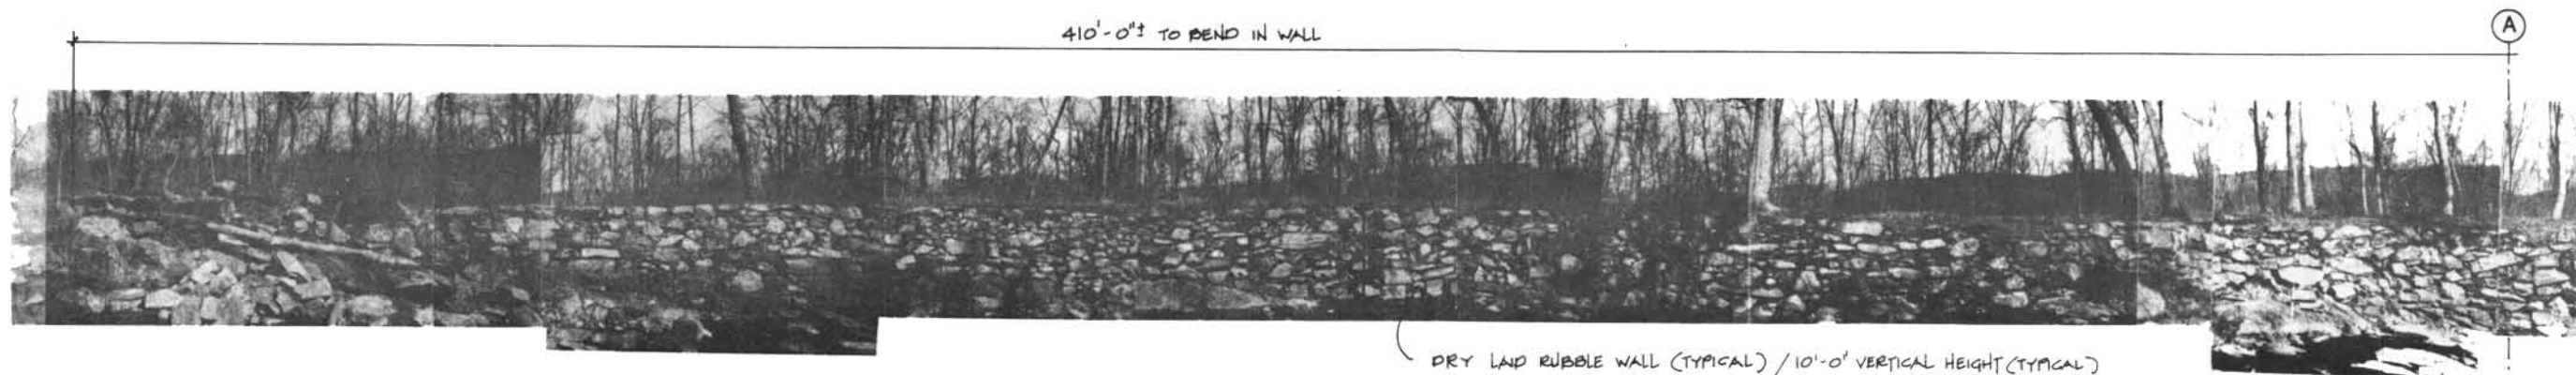 410'-0"± TO BEND IN WALL
A
DRY LAID RUBBLE WALL (TYPICAL) / 10'-0" VERTICAL HEIGHT (TYPICAL)